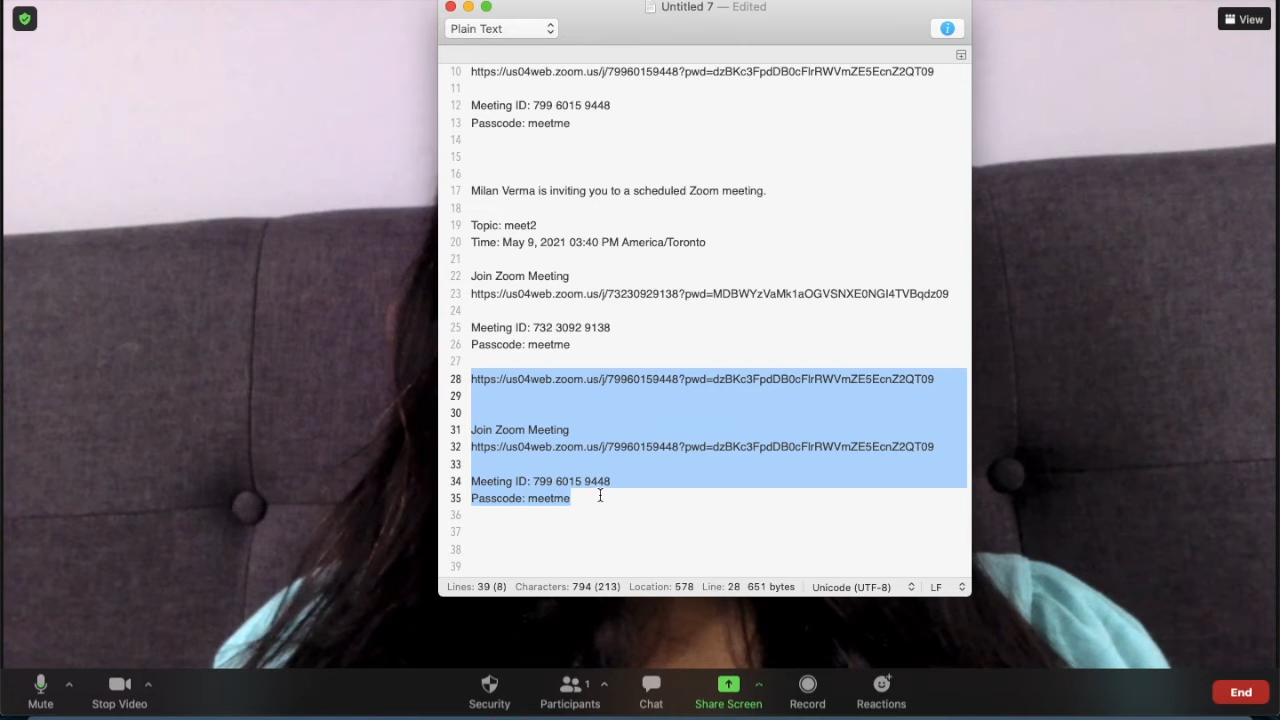 Untitled 7 — Edited
View
Plain Text
10 https://us04web.zoom.us/j/79960159448?pwd=dzBKc3FpdDB0cFlrRWVmZE5EcnZ2QT09
11
12 Meeting ID: 799 6015 9448
13 Passcode: meetme
14
15
16
17 Milan Verma is inviting you to a scheduled Zoom meeting.
18
19 Topic: meet2
20 Time: May 9, 2021 03:40 PM America/Toronto
21
22 Join Zoom Meeting
23 https://us04web.zoom.us/j/73230929138?pwd=MDBWYzVaMk1aOGVSNXE0NGI4TVBqdz09
24
25 Meeting ID: 732 3092 9138
26 Passcode: meetme
27
28 https://us04web.zoom.us/j/79960159448?pwd=dzBKc3FpdDB0cFlrRWVmZE5EcnZ2QT09
29
30
31 Join Zoom Meeting
32 https://us04web.zoom.us/j/79960159448?pwd=dzBKc3FpdDB0cFlrRWVmZE5EcnZ2QT09
33
34 Meeting ID: 799 6015 9448
35 Passcode: meetme
36
37
38
39
Lines: 39 (8) Characters: 794 (213) Location: 578 Line: 28 651 bytes Unicode (UTF-8) LF
Mute Stop Video Security Participants 1 Chat Share Screen Record Reactions End